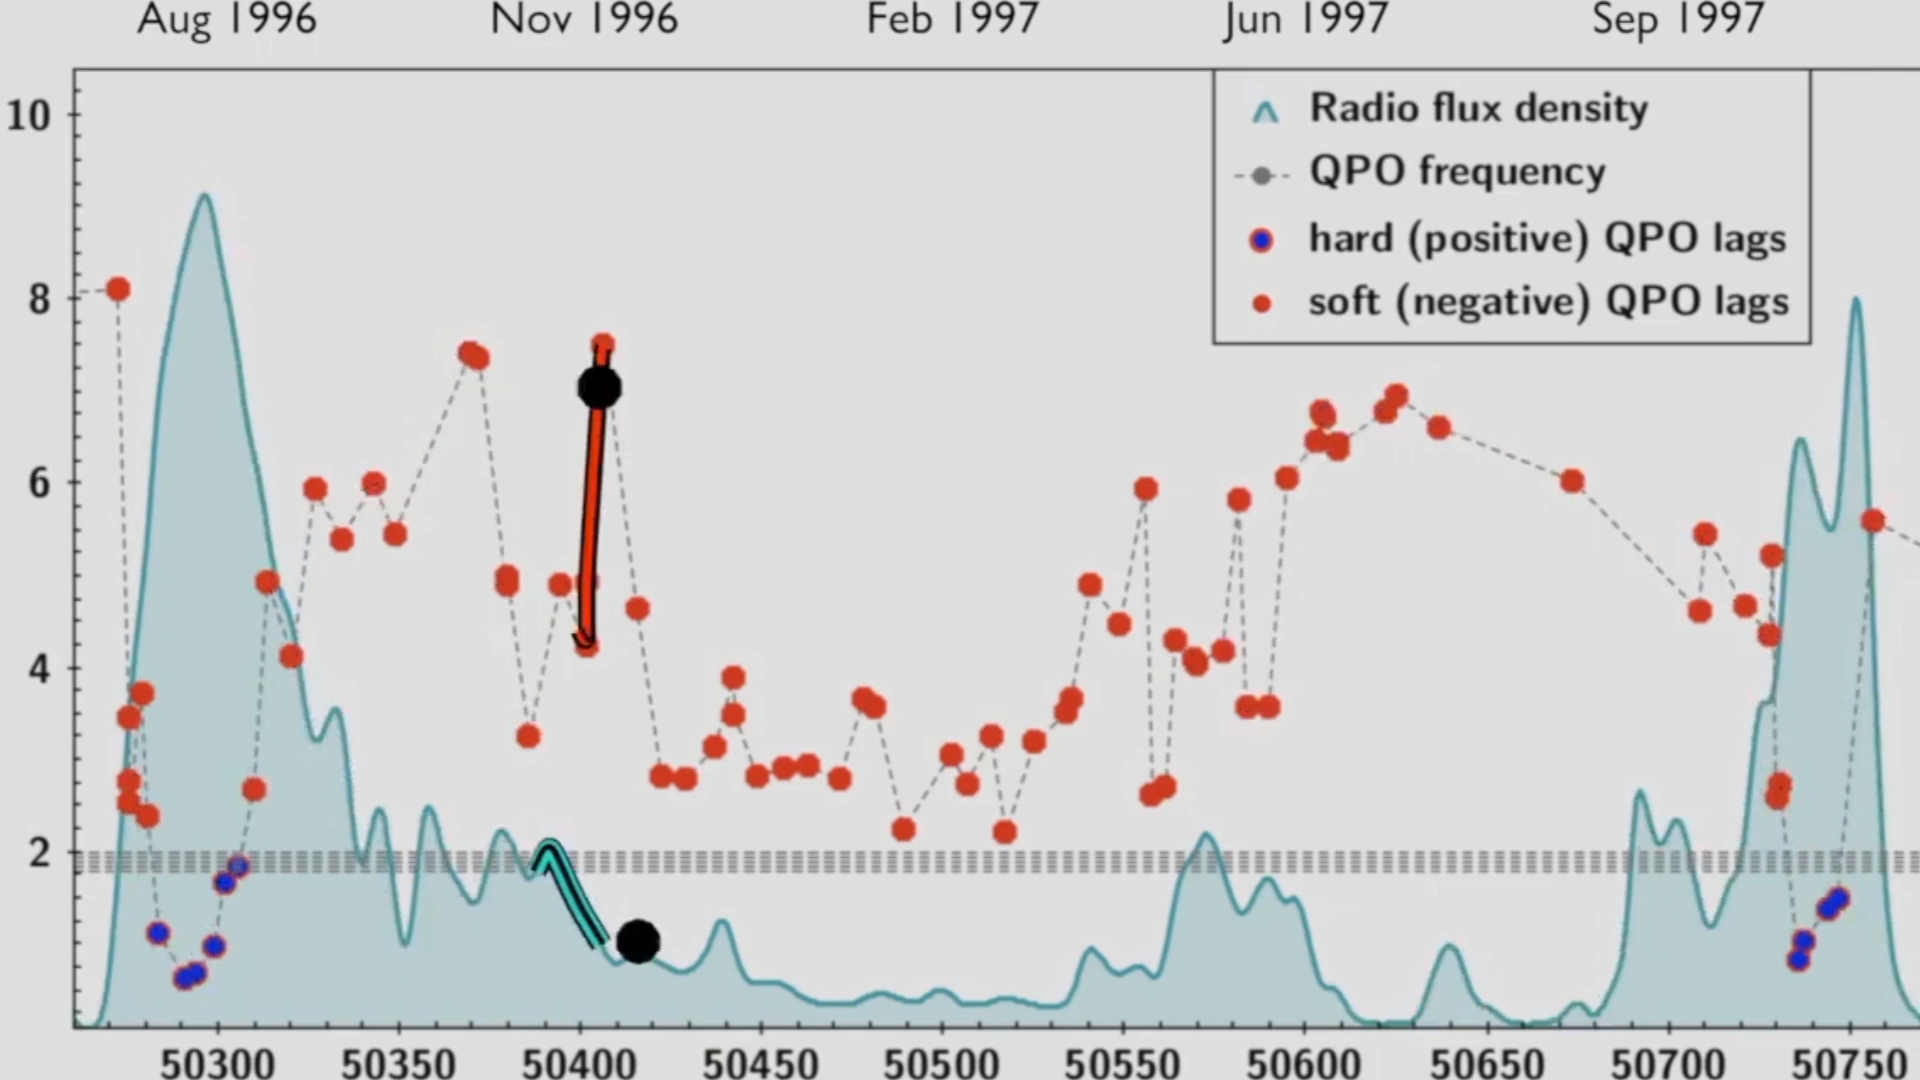 Aug 1996 Nov 1996 Feb 1997 Jun 1997 Sep 1997
10
Radio flux density
QPO frequency
hard (positive) QPO lags
8
soft (negative) QPO lags
6
4
2
50300 50350 50400 50450 50500 50550 50600 50650 50700 50750